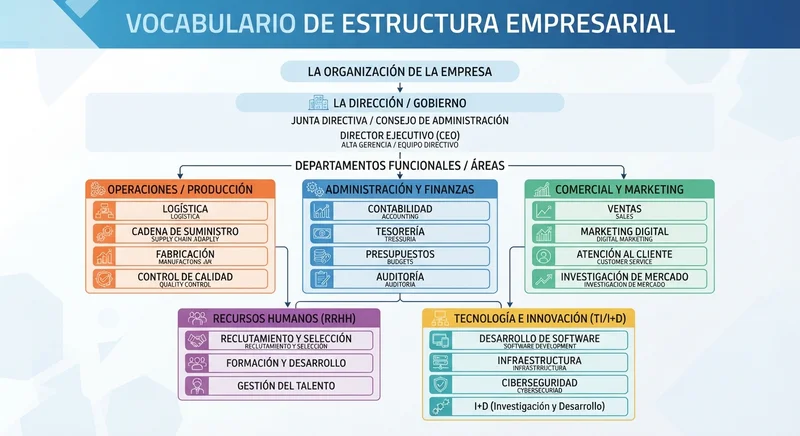 VOCABULARIO DE ESTRUCTURA EMPRESARIAL
LA ORGANIZACIÓN DE LA EMPRESA
LA DIRECCIÓN / GOBIERNO
JUNTA DIRECTIVA / CONSEJO DE ADMINISTRACIÓN
DIRECTOR EJECUTIVO (CEO)
ALTA GERENCIA / EQUIPO DIRECTIVO
DEPARTAMENTOS FUNCIONALES / ÁREAS
OPERACIONES / PRODUCCIÓN
LOGÍSTICA
LOGÍSTICA
CADENA DE SUMINISTRO
SUPPLY CHAIN ADAPLEY
FABRICACIÓN
CONTROL DE CALIDAD
QUALITY CONTROL
ADMINISTRACIÓN Y FINANZAS
CONTABILIDAD
ACCOUNTING
TESORERÍA
TRESSURIA
PRESUPUESTOS
BUDGETS
AUDITORÍA
AUDITORIA
COMERCIAL Y MARKETING
VENTAS
SALES
MARKETING DIGITAL
DIGITAL MARKETING
ATENCIÓN AL CLIENTE
CUSTOMER SERVICE
INVESTIGACIÓN DE MERCADO
INVESTIGACION DE MERCADO
RECURSOS HUMANOS (RRHH)
RECLUTAMIENTO Y SELECCIÓN
RECLUTAMIENTO Y SELECCIÓN
FORMACIÓN Y DESARROLLO
GESTIÓN DEL TALENTO
TECNOLOGÍA E INNOVACIÓN (TI/I+D)
DESARROLLO DE SOFTWARE
SOFTWARE DEVELOPMENT
INFRAESTRUCTURA
INFRASTRRUCTURA
CIBERSEGURIDAD
CYBERSECURIAD
I+D (Investigación y Desarrollo)